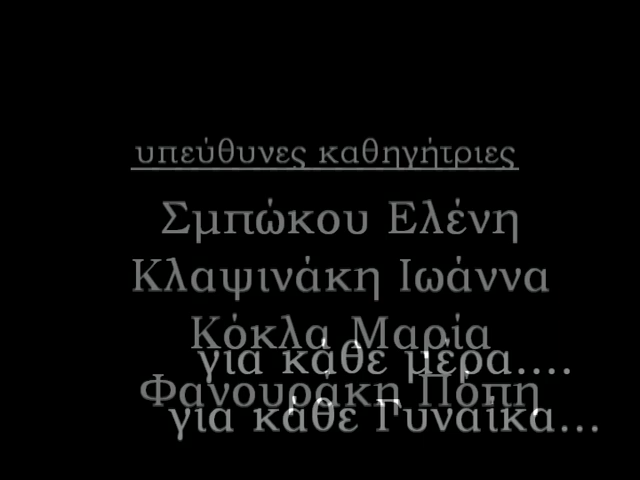 υπεύθυνες καθηγήτριες
Σμπώκου Ελένη
Κλαψινάκη Ιωάννα
Κόκλα Μαρία
για κάθε μέρα....
Φανουράκη Πόπη
για κάθε Γυναίκα...